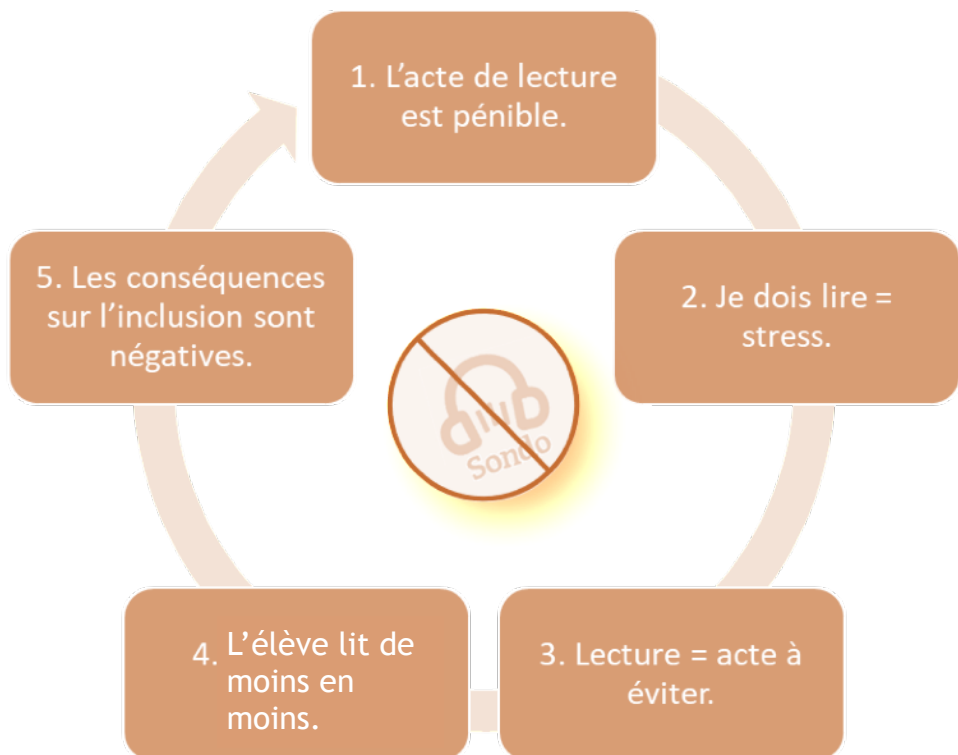 1. L’acte de lecture
est pénible.
2. Je dois lire =
stress.
3. Lecture = acte à
éviter.
4. L’élève lit de
moins en
moins.
5. Les conséquences
sur l’inclusion sont
négatives.
Sondo